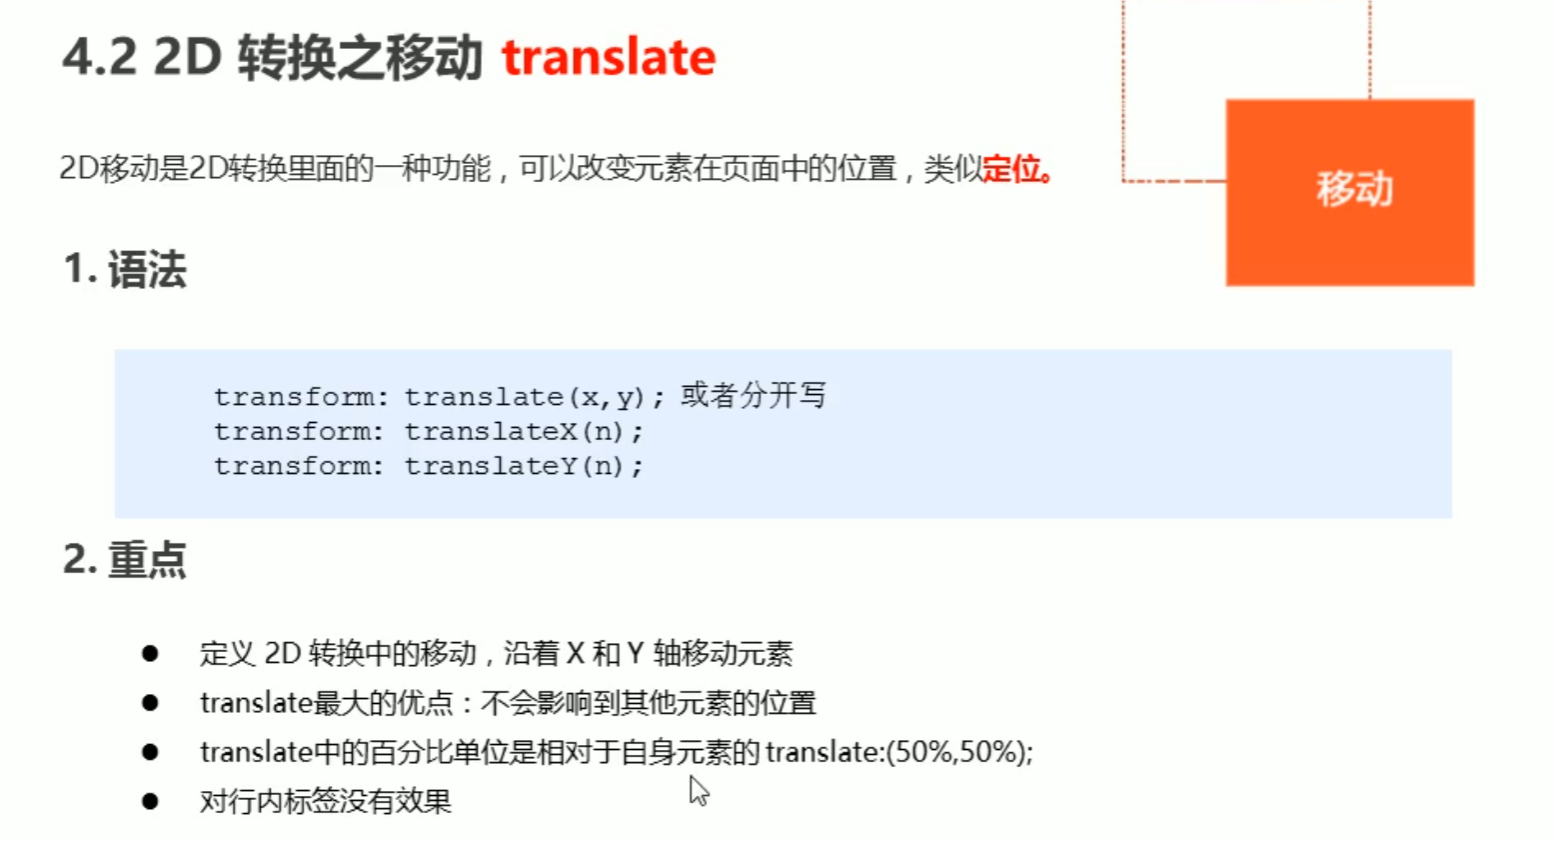 4.2 2D 转换之移动 translate
2D移动是2D转换里面的一种功能，可以改变元素在页面中的位置，类似定位。
移动
1. 语法
transform: translate(x,y); 或者分开写
transform: translateX(n);
transform: translateY(n);
2. 重点
● 定义 2D 转换中的移动，沿着 X 和 Y 轴移动元素
● translate最大的优点：不会影响到其他元素的位置
● translate中的百分比单位是相对于自身元素的 translate:(50%,50%);
● 对行内标签没有效果